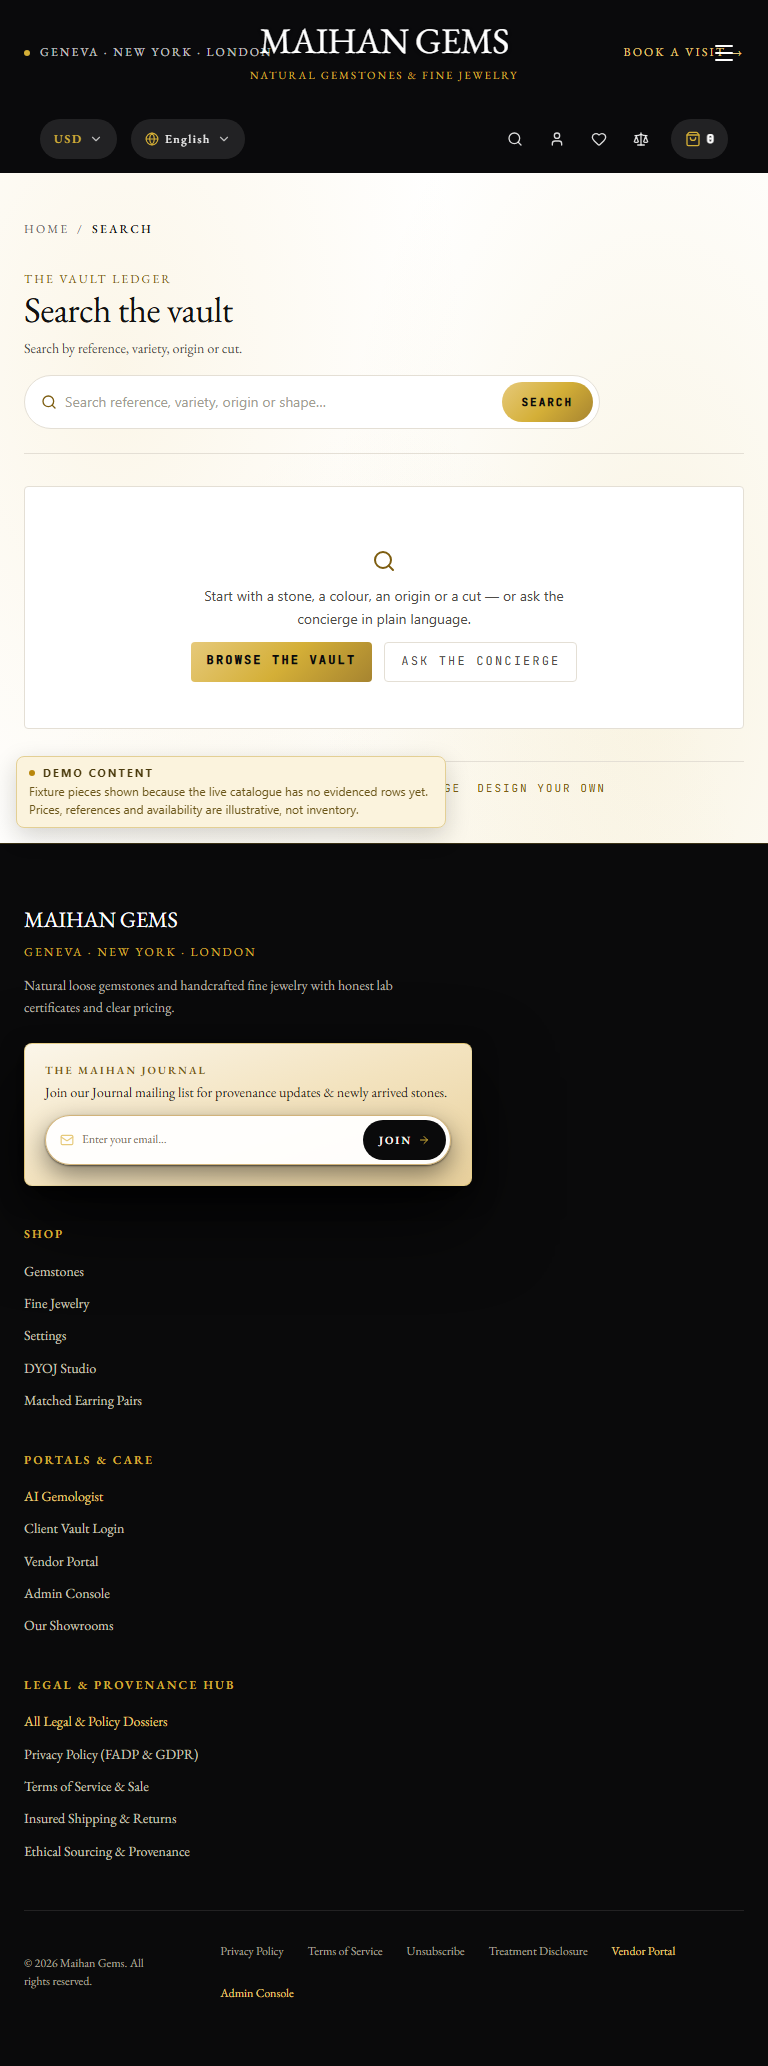 GENEVA · NEW YORK · LONDON
MAIHAN GEMS
BOOK A VISIT →
NATURAL GEMSTONES & FINE JEWELRY
USD
English
0
HOME / SEARCH
THE VAULT LEDGER
Search the vault
Search by reference, variety, origin or cut.
Search reference, variety, origin or shape...
SEARCH
Start with a stone, a colour, an origin or a cut — or ask the
concierge in plain language.
BROWSE THE VAULT
ASK THE CONCIERGE
DEMO CONTENT
Fixture pieces shown because the live catalogue has no evidenced rows yet.
Prices, references and availability are illustrative, not inventory.
DESIGN YOUR OWN
MAIHAN GEMS
GENEVA · NEW YORK · LONDON
Natural loose gemstones and handcrafted fine jewelry with honest lab
certificates and clear pricing.
THE MAIHAN JOURNAL
Join our Journal mailing list for provenance updates & newly arrived stones.
Enter your email...
JOIN →
SHOP
Gemstones
Fine Jewelry
Settings
DYOJ Studio
Matched Earring Pairs
PORTALS & CARE
AI Gemologist
Client Vault Login
Vendor Portal
Admin Console
Our Showrooms
LEGAL & PROVENANCE HUB
All Legal & Policy Dossiers
Privacy Policy (FADP & GDPR)
Terms of Service & Sale
Insured Shipping & Returns
Ethical Sourcing & Provenance
© 2026 Maihan Gems. All
rights reserved.
Privacy Policy
Terms of Service
Unsubscribe
Treatment Disclosure
Vendor Portal
Admin Console